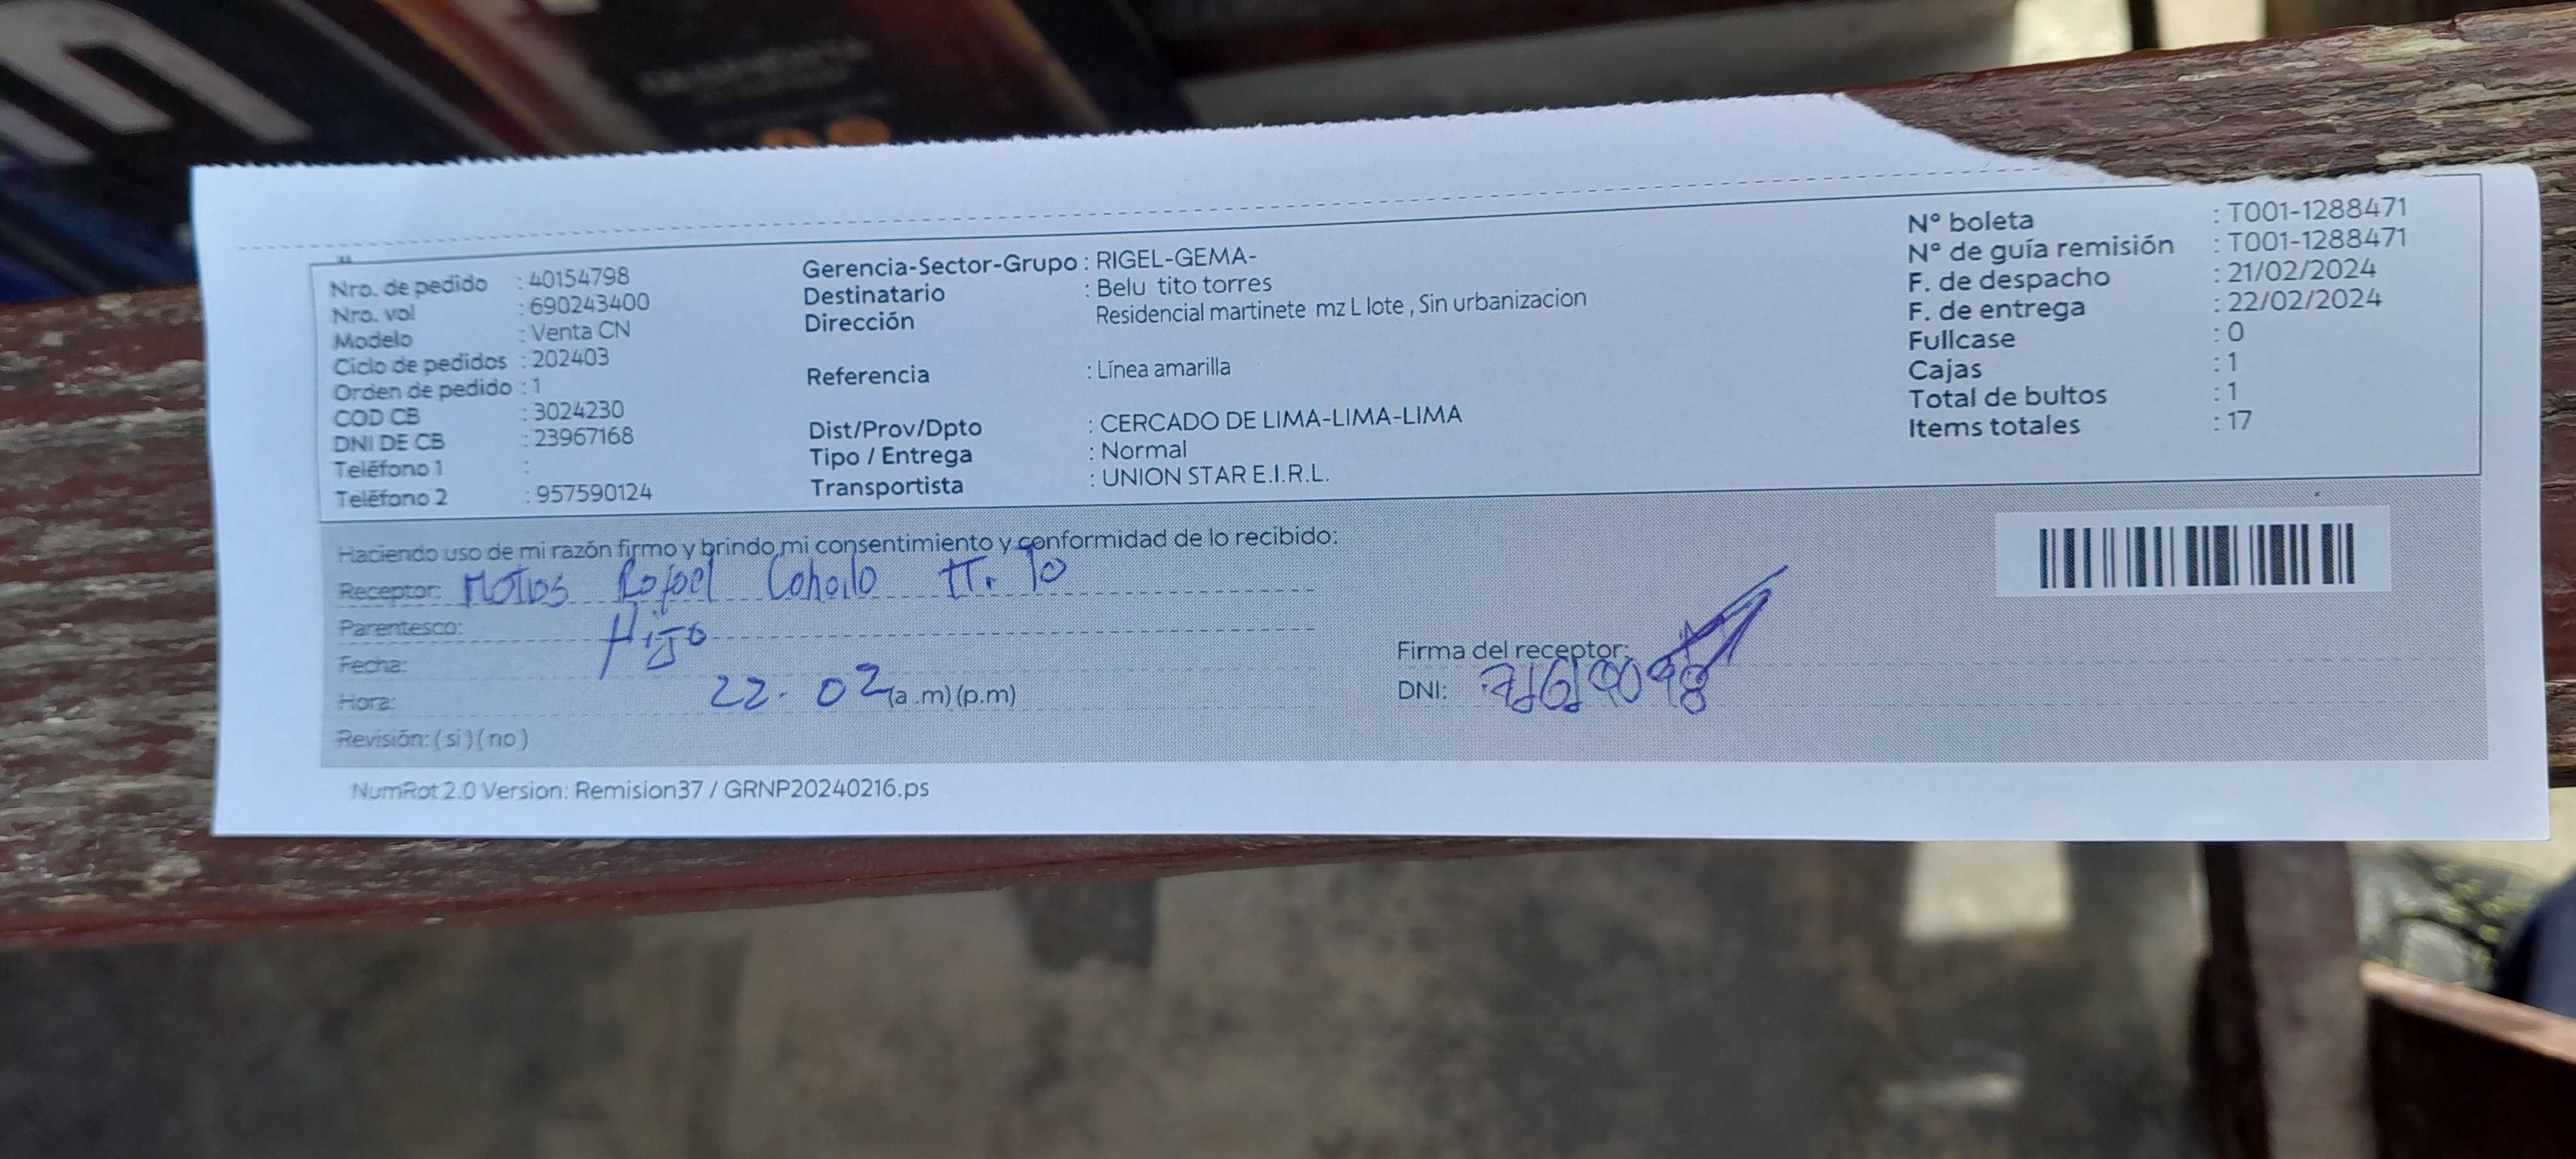 Nro. de pedido : 40154798
Nro. vol : 690243400
Modelo : Venta CN
Ciclo de pedidos : 202403
Orden de pedido : 1
COD CB : 3024230
DNI DE CB : 23967168
Teléfono 1 :
Teléfono 2 : 957590124
Gerencia-Sector-Grupo : RIGEL-GEMA-
Destinatario : Belu tito torres
Dirección Residencial martinete mz L lote , Sin urbanizacion
Referencia : Línea amarilla
Dist/Prov/Dpto : CERCADO DE LIMA-LIMA-LIMA
Tipo / Entrega : Normal
Transportista : UNION STAR E.I.R.L.
N° boleta : T001-1288471
N° de guía remisión : T001-1288471
F. de despacho : 21/02/2024
F. de entrega : 22/02/2024
Fullcase : 0
Cajas : 1
Total de bultos : 1
Items totales : 17
Haciendo uso de mi razón firmo y brindo mi consentimiento y conformidad de lo recibido:
Receptor: Rafael
Parentesco: Hijo
Fecha:
Hora: 22. 02 (a .m) (p.m)
Revisión: ( si ) ( no )
Firma del receptor:
DNI:
NumRot 2.0 Version: Remision37 / GRNP20240216.ps